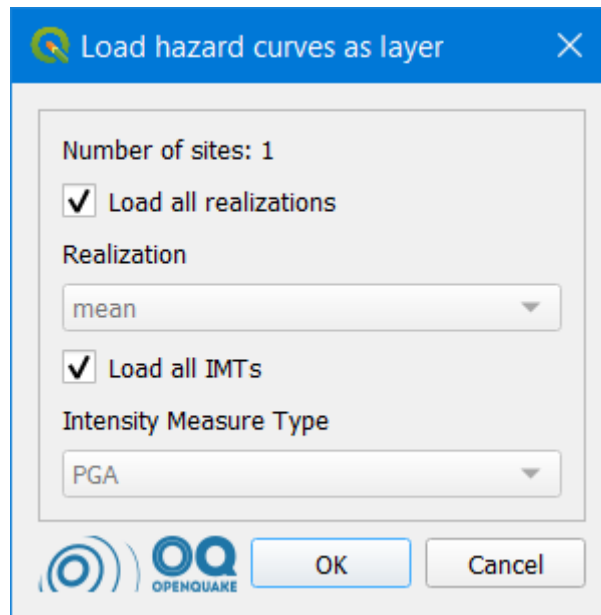 Load hazard curves as layer
Number of sites: 1
Load all realizations
Realization
mean
Load all IMTs
Intensity Measure Type
PGA
OQ
OPENQUAKE
OK
Cancel